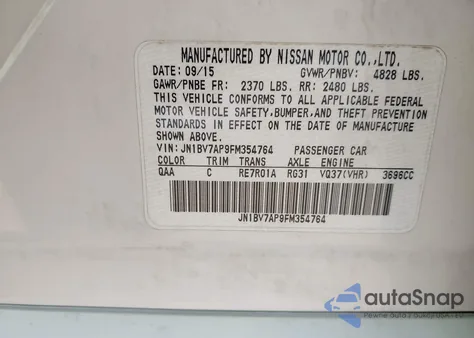 MANUFACTURED BY NISSAN MOTOR CO.,LTD.
DATE: 09/15 GVWR/PNBV: 4828 LBS.
GAWR/PNBE FR: 2370 LBS. RR: 2480 LBS.
THIS VEHICLE CONFORMS TO ALL APPLICABLE FEDERAL
MOTOR VEHICLE SAFETY,BUMPER,AND THEFT PREVENTION
STANDARDS IN EFFECT ON THE DATE OF MANUFACTURE
SHOWN ABOVE.
VIN: JN1BV7AP9FM354764 PASSENGER CAR
COLOR TRIM TRANS AXLE ENGINE
QAA C RE7R01A RG31 VQ37(VHR) 3696CC
JN1BV7AP9FM354764
autoSnap